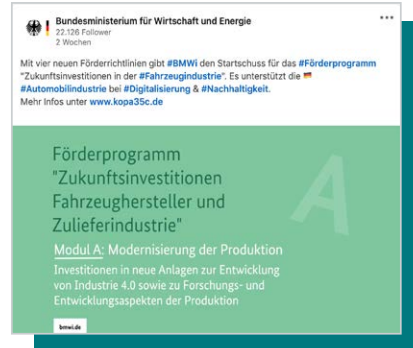 Bundesministerium für Wirtschaft und Energie
22.126 Follower
2 Wochen
Mit vier neuen Förderrichtlinien gibt #BMWi den Startschuss für das #Förderprogramm
"Zukunftsinvestitionen in der #Fahrzeugindustrie". Es unterstützt die 🇩🇪
#Automobilindustrie bei #Digitalisierung & #Nachhaltigkeit.
Mehr Infos unter www.kopa35c.de
A
Förderprogramm
"Zukunftsinvestitionen
Fahrzeughersteller und
Zulieferindustrie"
Modul A: Modernisierung der Produktion
Investitionen in neue Anlagen zur Entwicklung
von Industrie 4.0 sowie zu Forschungs- und
Entwicklungsaspekten der Produktion
bmwi.de